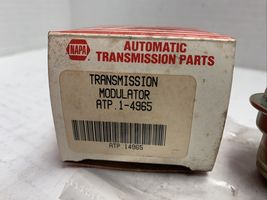 NAPA
AUTOMATIC
TRANSMISSION PARTS
TRANSMISSION
MODULATOR
ATP.1-4965
ATP 14965